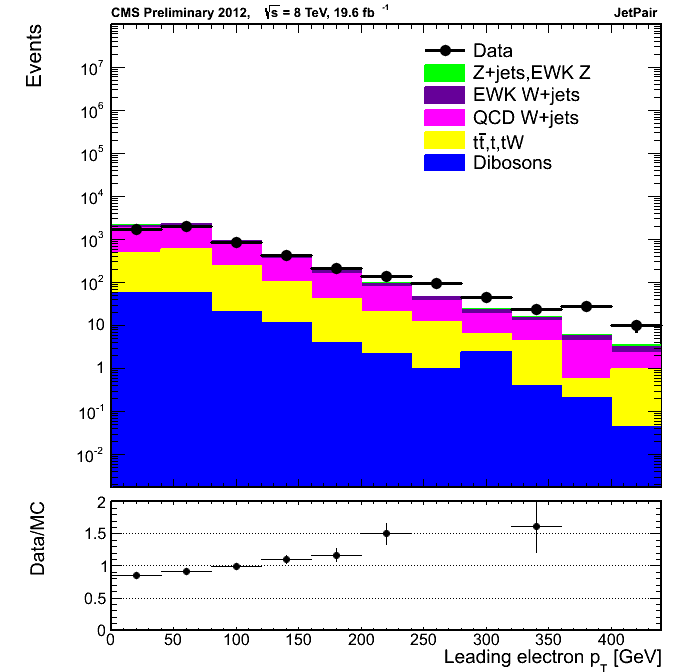 CMS Preliminary 2012, √s = 8 TeV, 19.6 fb⁻¹ JetPair
Events
Data
Z+jets,EWK Z
EWK W+jets
QCD W+jets
tt̄,t,tW
Dibosons
10⁷
10⁶
10⁵
10⁴
10³
10²
10
1
10⁻¹
10⁻²
Data/MC
2
1.5
1
0.5
0
0 50 100 150 200 250 300 350 400
Leading electron p_T [GeV]